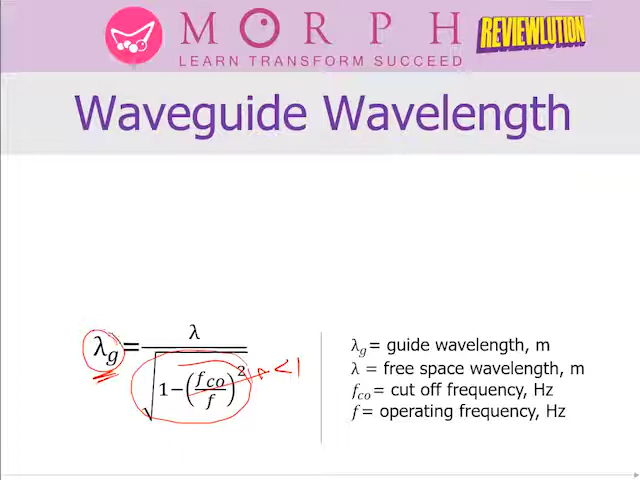 MORPH
REVIEWLUTION
LEARN TRANSFORM SUCCEED
Waveguide Wavelength
λg = λ / √(1−(fco/f)²) <1
λg= guide wavelength, m
λ = free space wavelength, m
fco = cut off frequency, Hz
f = operating frequency, Hz